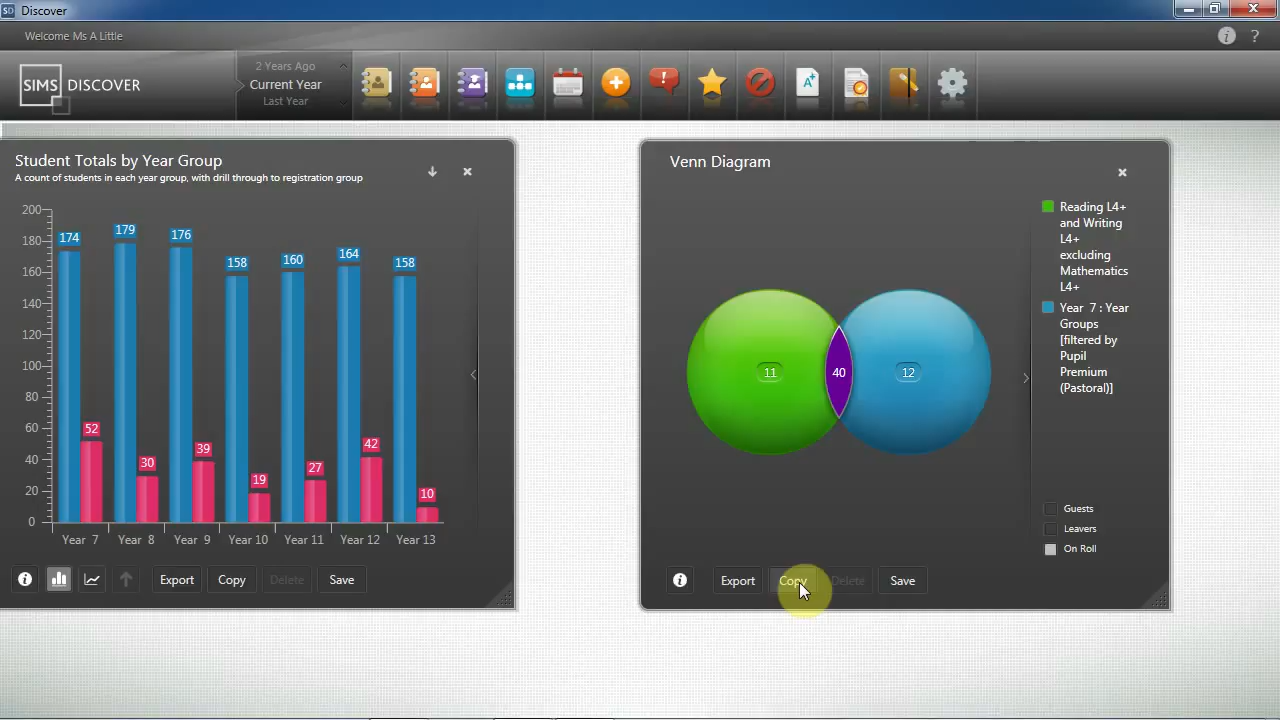 SD Discover
Welcome Ms A Little
i ?
SIMS DISCOVER
2 Years Ago
Current Year
Last Year
A+
Student Totals by Year Group
A count of students in each year group, with drill through to registration group
200
180
160
140
120
100
80
60
40
20
0
174
179
176
158
160
164
158
52
30
39
19
27
42
10
Year 7 Year 8 Year 9 Year 10 Year 11 Year 12 Year 13
i Export Copy Delete Save
Venn Diagram
11 40 12
Reading L4+
and Writing
L4+
excluding
Mathematics
L4+
Year 7 : Year
Groups
[filtered by
Pupil
Premium
(Pastoral)]
Guests
Leavers
On Roll
i Export Copy Delete Save